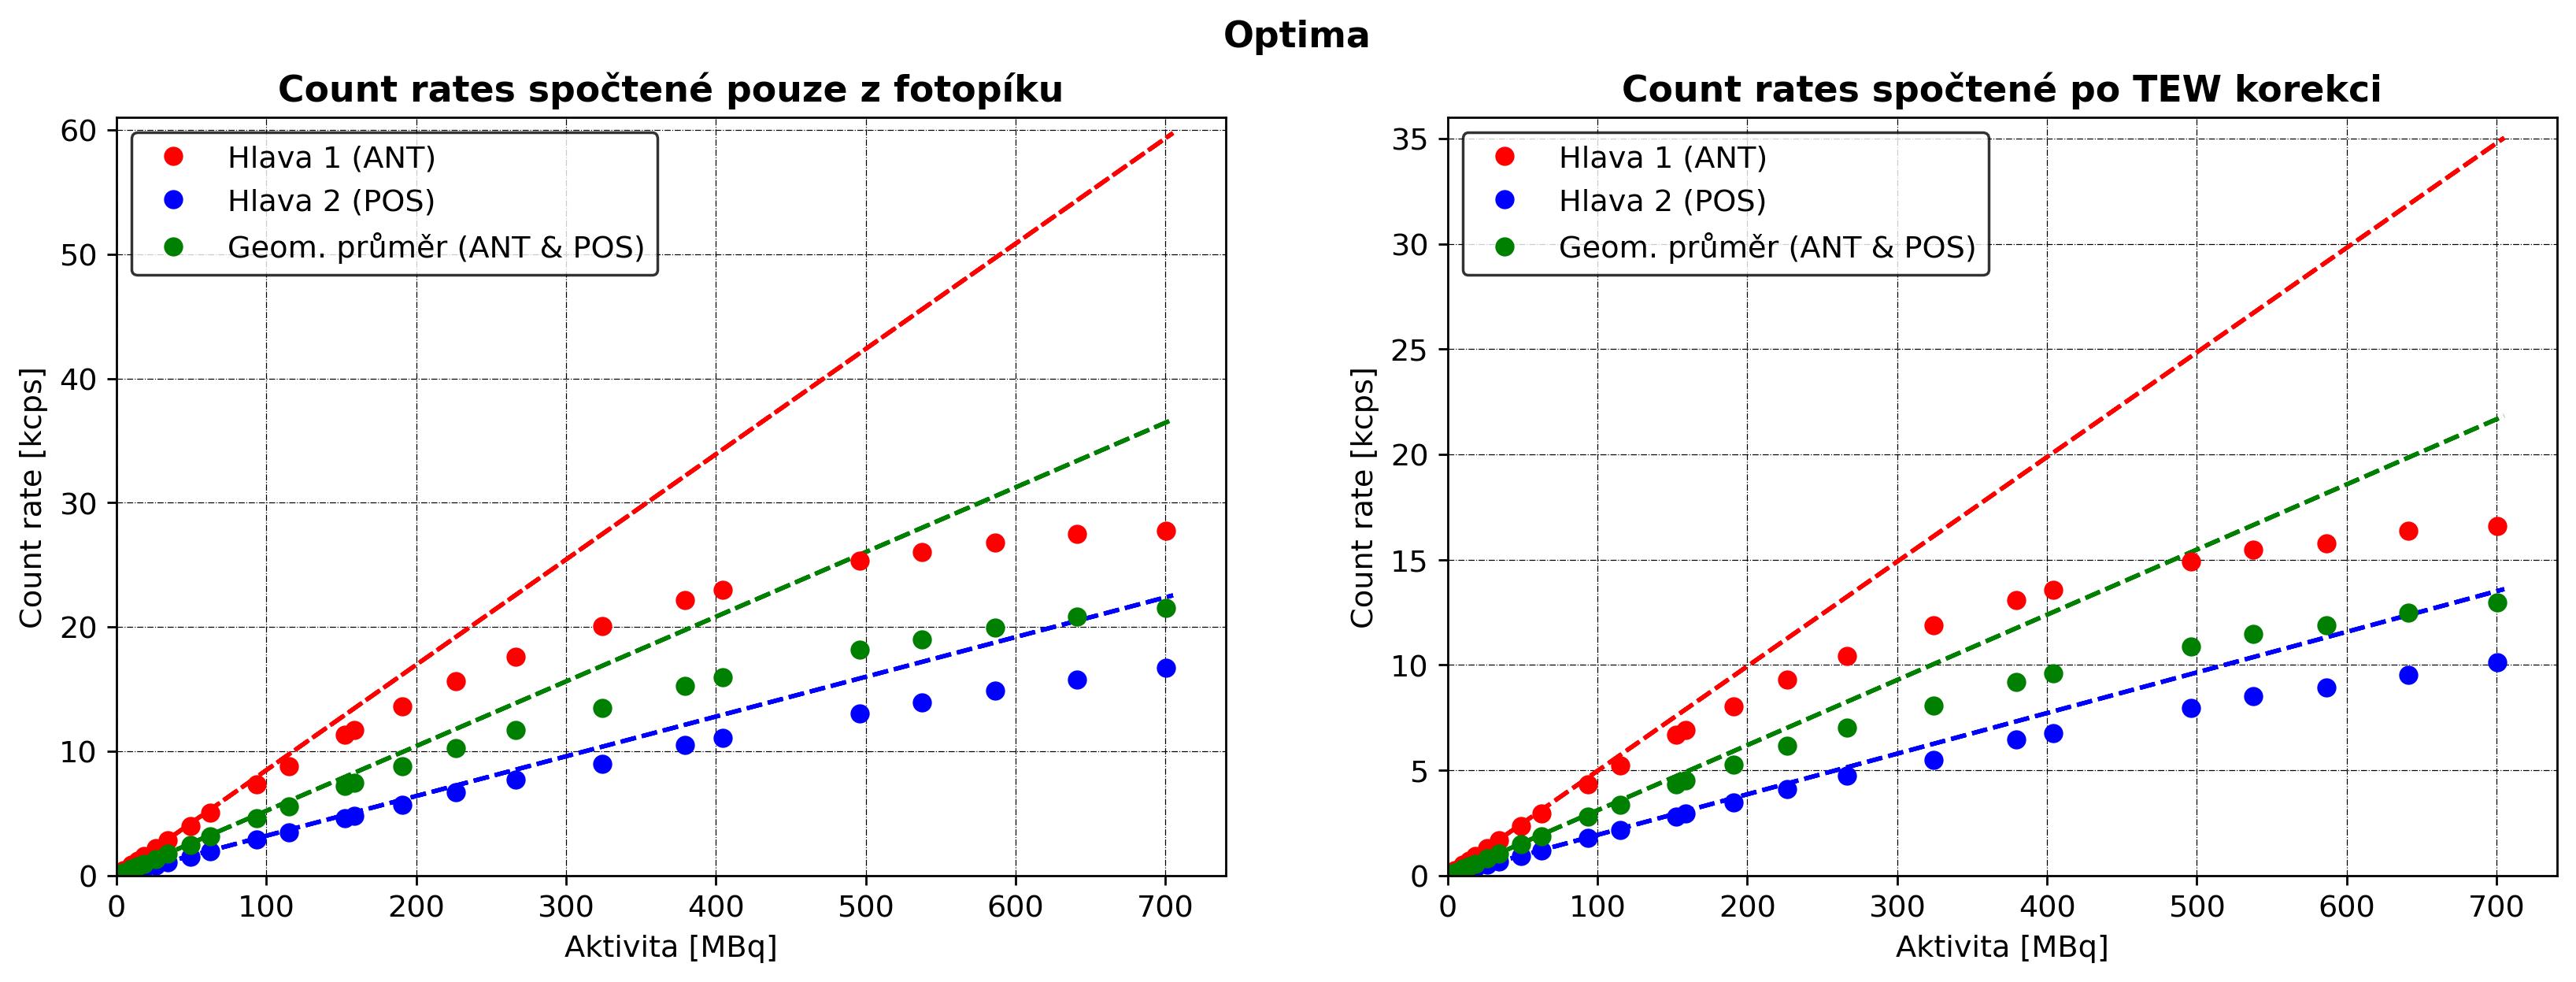 Optima
Count rates spočtené pouze z fotopíku
60
50
40
30
20
10
0
Count rate [kcps]
Hlava 1 (ANT)
Hlava 2 (POS)
Geom. průměr (ANT & POS)
0 100 200 300 400 500 600 700
Aktivita [MBq]
Count rates spočtené po TEW korekci
35
30
25
20
15
10
5
0
Count rate [kcps]
Hlava 1 (ANT)
Hlava 2 (POS)
Geom. průměr (ANT & POS)
0 100 200 300 400 500 600 700
Aktivita [MBq]